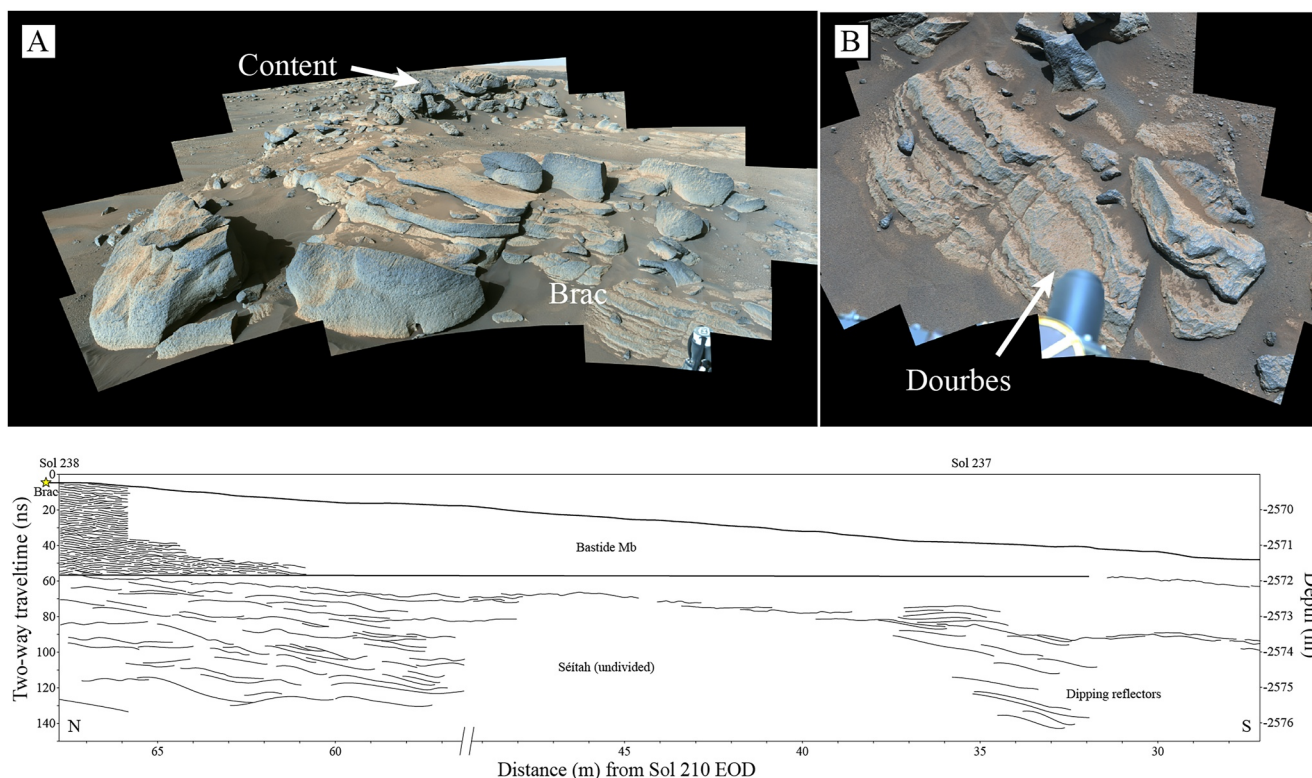 A
Content
Brac
B
Dourbes
Sol 238
Sol 237
Brac
Two-way traveltime (ns)
0
20
40
60
80
100
120
140
Bastide Mb
Séítah (undivided)
Dipping reflectors
-2570
-2571
-2572
-2573
-2574
-2575
-2576
Depth (m)
N
S
65
60
45
40
35
30
Distance (m) from Sol 210 EOD